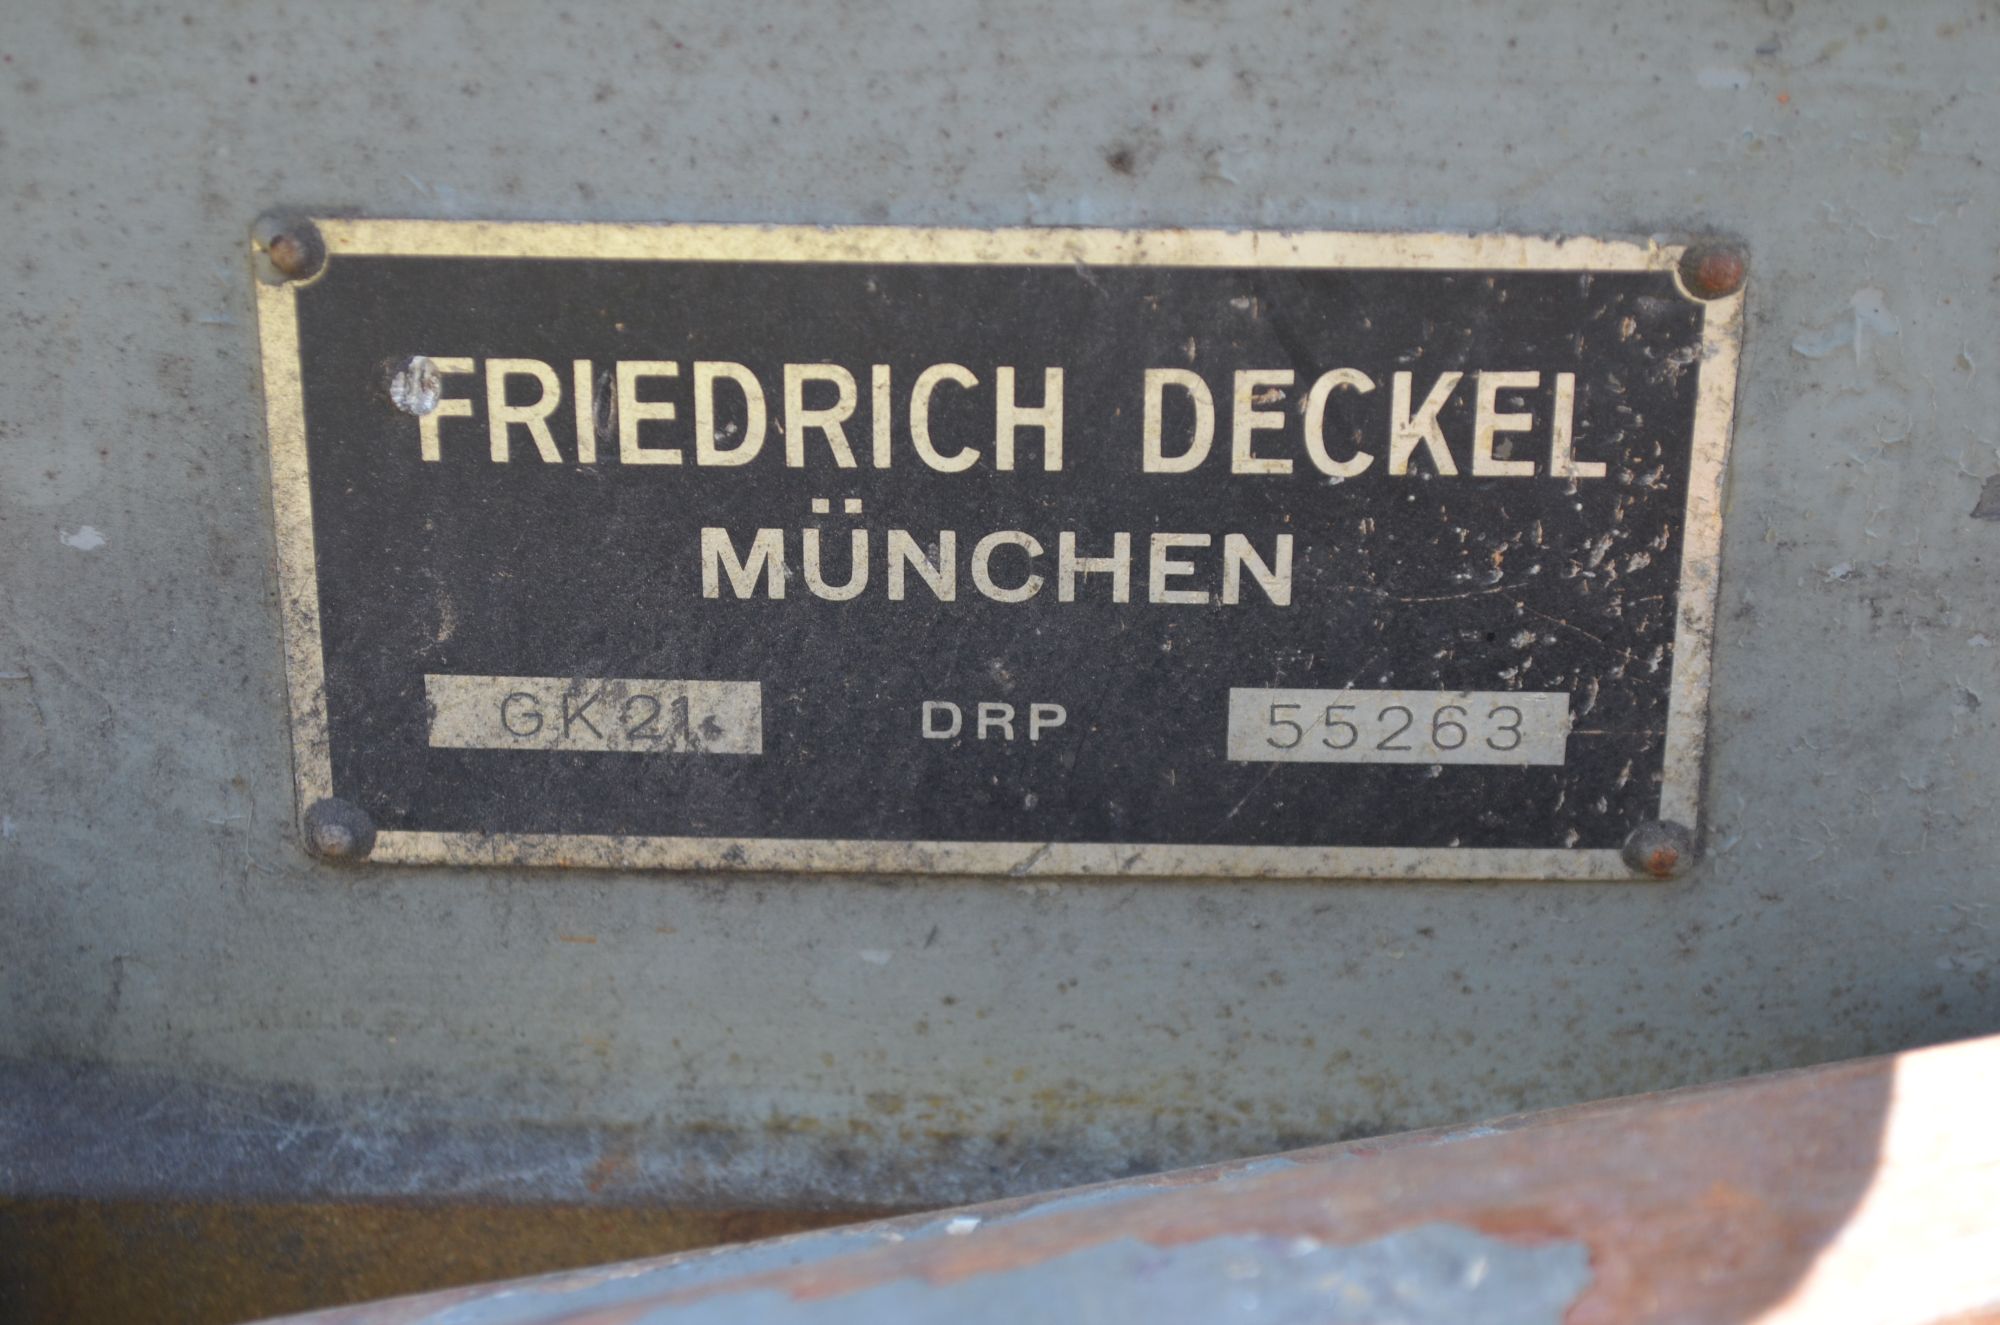 FRIEDRICH DECKEL
MÜNCHEN
GK21 DRP 55263